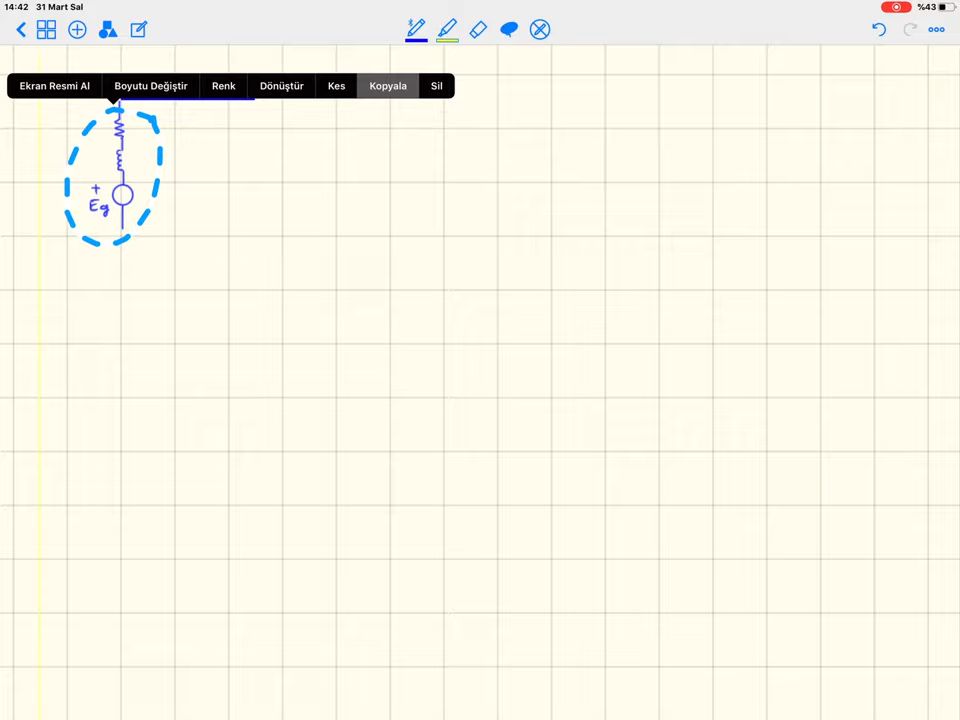 14:42 31 Mart Sal %43
Ekran Resmi Al Boyutu Değiştir Renk Dönüştür Kes Kopyala Sil
+
Eg